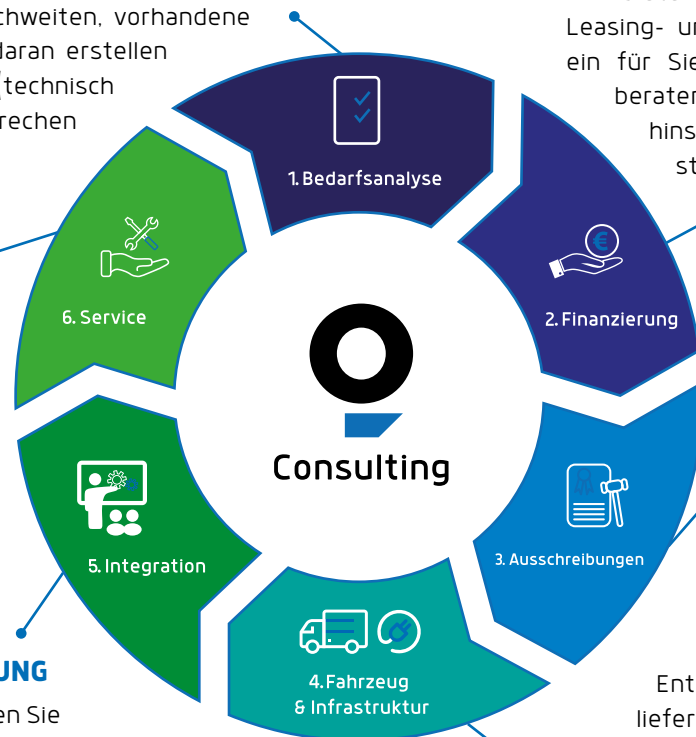 chweiten, vorhandene
daran erstellen
technisch
rechen
Leasing-
ein für Sie
berater
hins
st
1. Bedarfsanalyse
2. Finanzierung
3. Ausschreibungen
4. Fahrzeug
& Infrastruktur
5. Integration
6. Service
Consulting
UNG
en Sie
Ent
liefer